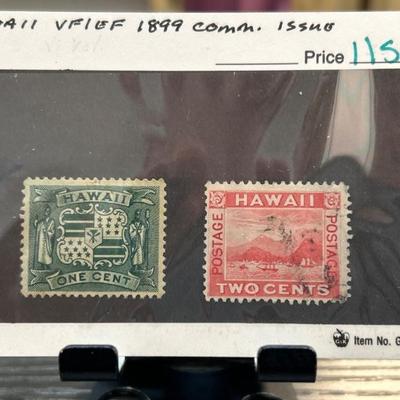 AII VF/EF 1899 COMM. ISSUE
Price 115
HAWAII
ONE CENT
HAWAII
POSTAGE
POSTAGE
TWO CENTS
Item No. G